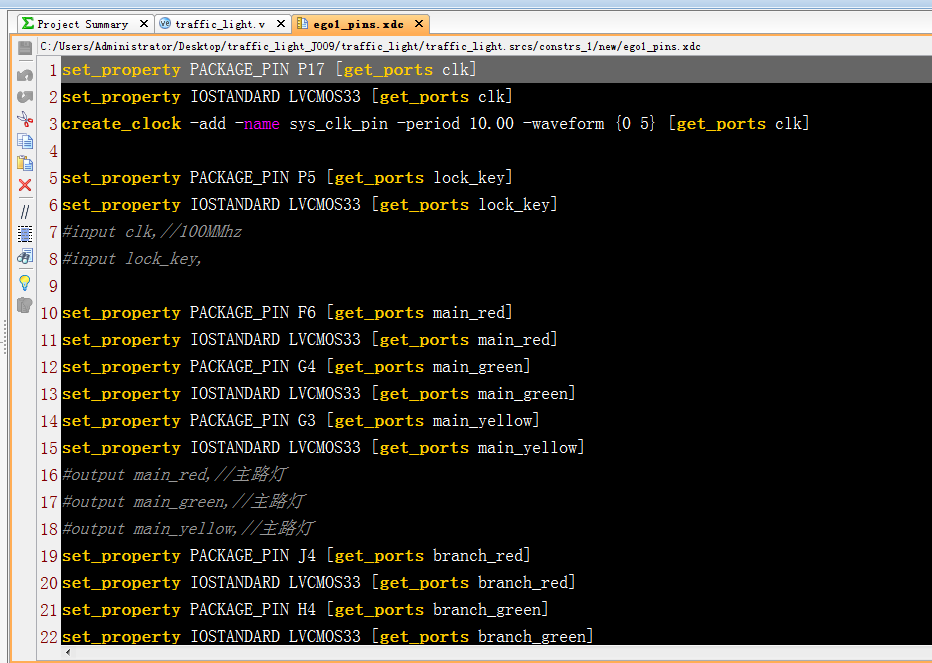 Project Summary × traffic_light.v × ego1_pins.xdc ×
C:/Users/Administrator/Desktop/traffic_light_J009/traffic_light/traffic_light.srcs/constrs_1/new/ego1_pins.xdc
1 set_property PACKAGE_PIN P17 [get_ports clk]
2 set_property IOSTANDARD LVCMOS33 [get_ports clk]
3 create_clock -add -name sys_clk_pin -period 10.00 -waveform {0 5} [get_ports clk]
4
5 set_property PACKAGE_PIN P5 [get_ports lock_key]
6 set_property IOSTANDARD LVCMOS33 [get_ports lock_key]
7 #input clk,//100MMhz
8 #input lock_key,
9
10 set_property PACKAGE_PIN F6 [get_ports main_red]
11 set_property IOSTANDARD LVCMOS33 [get_ports main_red]
12 set_property PACKAGE_PIN G4 [get_ports main_green]
13 set_property IOSTANDARD LVCMOS33 [get_ports main_green]
14 set_property PACKAGE_PIN G3 [get_ports main_yellow]
15 set_property IOSTANDARD LVCMOS33 [get_ports main_yellow]
16 #output main_red,//主路灯
17 #output main_green,//主路灯
18 #output main_yellow,//主路灯
19 set_property PACKAGE_PIN J4 [get_ports branch_red]
20 set_property IOSTANDARD LVCMOS33 [get_ports branch_red]
21 set_property PACKAGE_PIN H4 [get_ports branch_green]
22 set_property IOSTANDARD LVCMOS33 [get_ports branch_green]